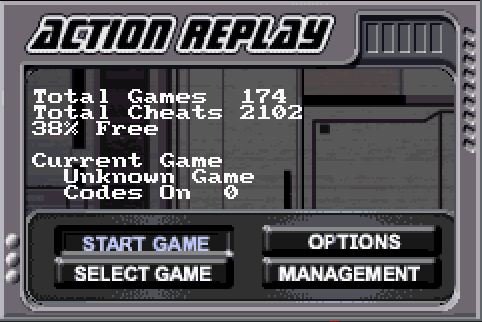 ACTION REPLAY
Total Games 174
Total Cheats 2102
38% Free
Current Game
Unknown Game
Codes On 0
START GAME
OPTIONS
SELECT GAME
MANAGEMENT